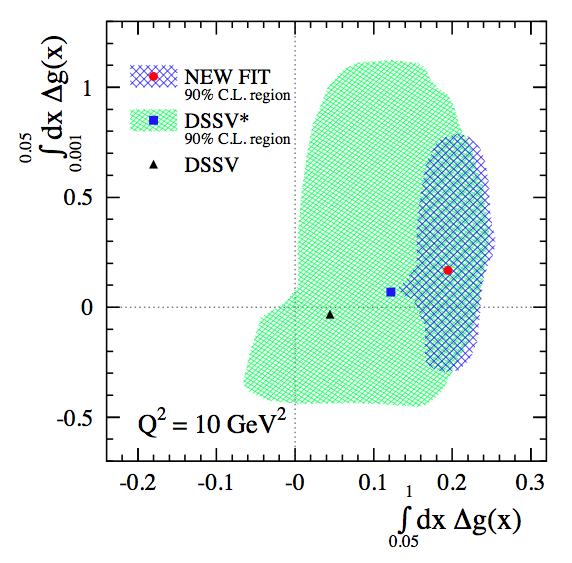 NEW FIT
90% C.L. region
DSSV*
90% C.L. region
DSSV
Q² = 10 GeV²
0.05
∫ dx Δg(x)
0.001
1
0.5
0
-0.5
-0.2
-0.1
-0
0.1
0.2
0.3
1
∫ dx Δg(x)
0.05